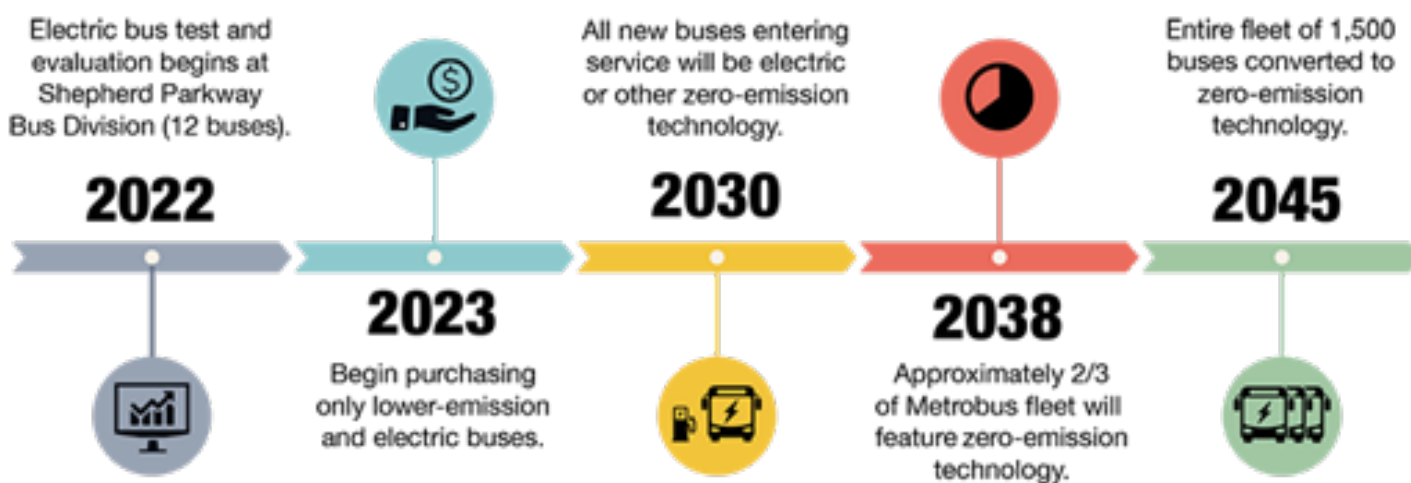 Electric bus test and
evaluation begins at
Shepherd Parkway
Bus Division (12 buses).
2022
$
2023
Begin purchasing
only lower-emission
and electric buses.
All new buses entering
service will be electric
or other zero-emission
technology.
2030
2038
Approximately 2/3
of Metrobus fleet will
feature zero-emission
technology.
Entire fleet of 1,500
buses converted to
zero-emission
technology.
2045